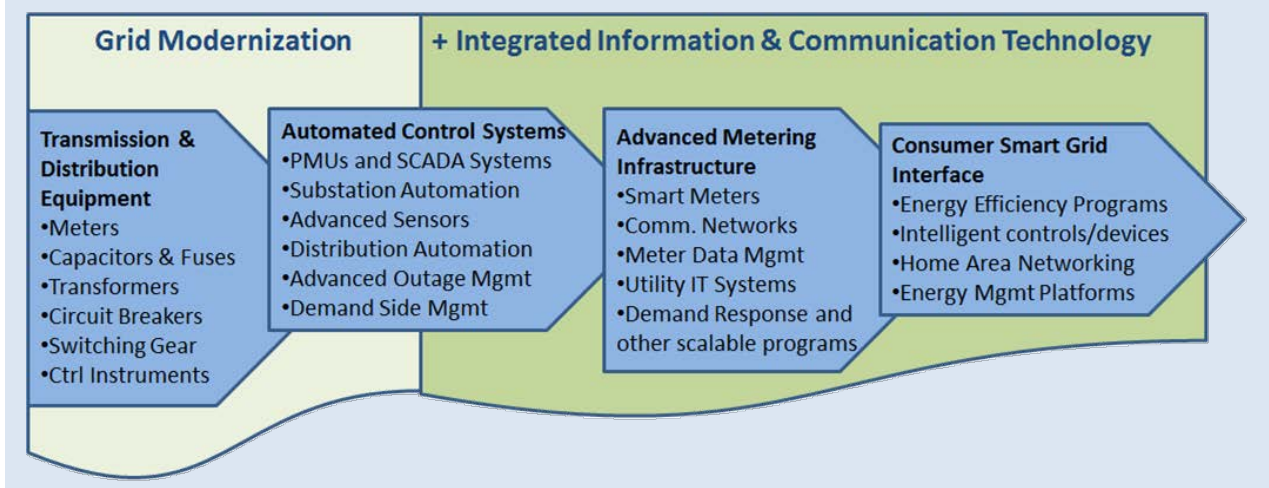 Grid Modernization
+ Integrated Information & Communication Technology
Transmission &
Distribution
Equipment
•Meters
•Capacitors & Fuses
•Transformers
•Circuit Breakers
•Switching Gear
•Ctrl Instruments
Automated Control Systems
•PMUs and SCADA Systems
•Substation Automation
•Advanced Sensors
•Distribution Automation
•Advanced Outage Mgmt
•Demand Side Mgmt
Advanced Metering
Infrastructure
•Smart Meters
•Comm. Networks
•Meter Data Mgmt
•Utility IT Systems
•Demand Response and
other scalable programs
Consumer Smart Grid
Interface
•Energy Efficiency Programs
•Intelligent controls/devices
•Home Area Networking
•Energy Mgmt Platforms